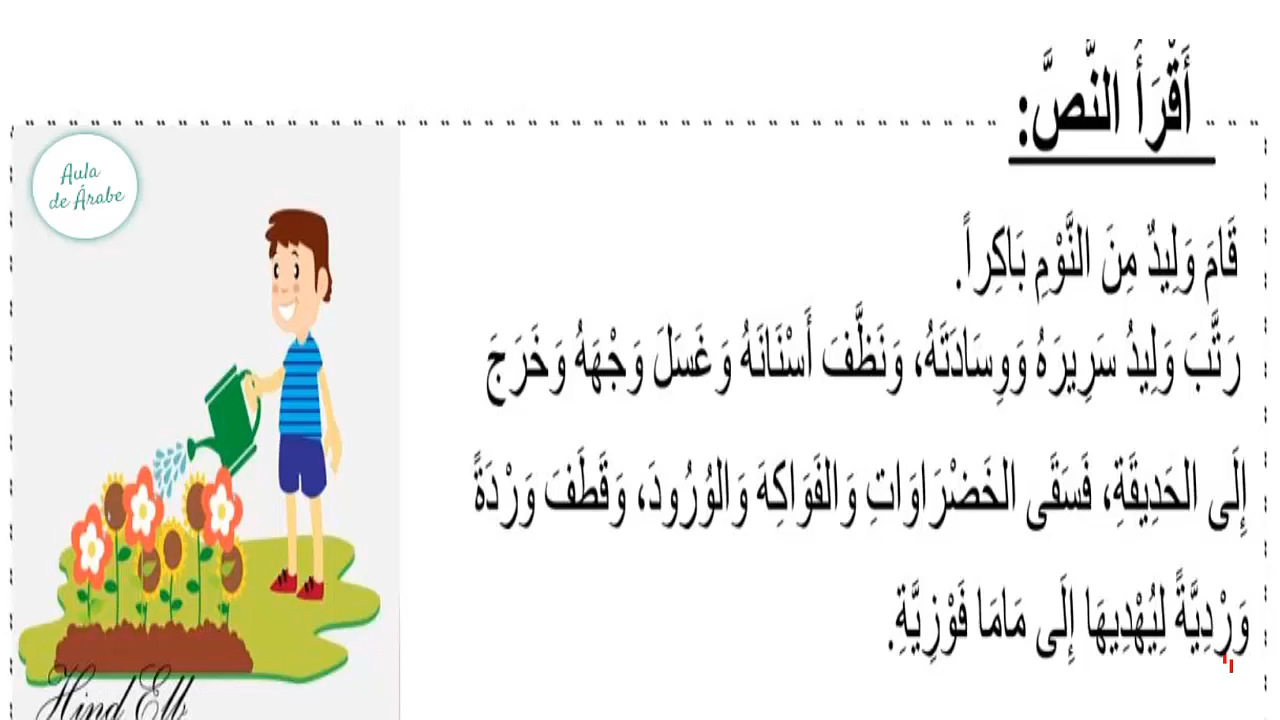 أَقْرَأَ النَّصَّ:
Aula
de Árabe
قَامَ وَلِيدٌ مِنَ النَّوْمِ بَاكِراً.
رَتَّبَ وَلِيدُ سَرِيرَهُ وَوِسَادَتَهُ، وَنَظَّفَ أَسْنَانَهُ وَغَسَلَ وَجْهَهُ وَخَرَجَ
إِلَى الحَدِيقَةِ، فَسَقَى الخَضْرَاوَاتِ وَالفَوَاكِهَ وَالوُرُودَ، وَقَطَفَ وَرْدَةً
وَرْدِيَّةً لِيُهْدِيهَا إِلَى مَامَا فَوْزِيَّةِ.
Hind Elb